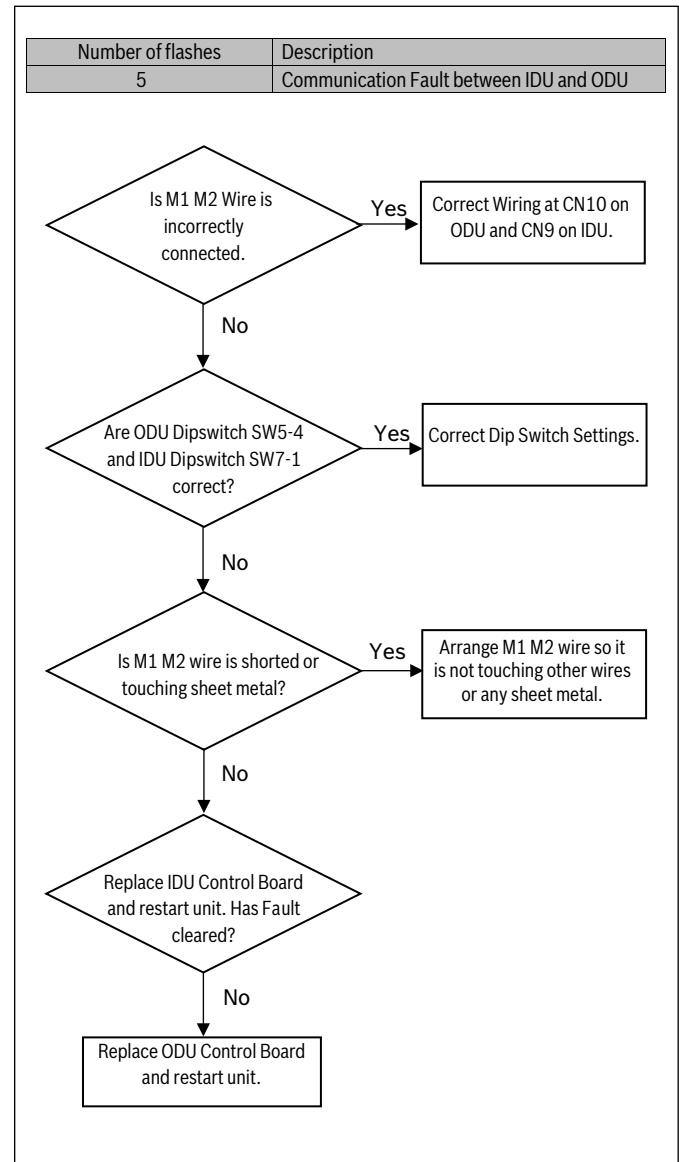 Number of flashes Description
5 Communication Fault between IDU and ODU
Is M1 M2 Wire is
incorrectly
connected.
Yes
Correct Wiring at CN10 on
ODU and CN9 on IDU.
No
Are ODU Dipswitch SW5-4
and IDU Dipswitch SW7-1
correct?
Yes
Correct Dip Switch Settings.
No
Is M1 M2 wire is shorted or
touching sheet metal?
Yes
Arrange M1 M2 wire so it
is not touching other wires
or any sheet metal.
No
Replace IDU Control Board
and restart unit. Has Fault
cleared?
No
Replace ODU Control Board
and restart unit.